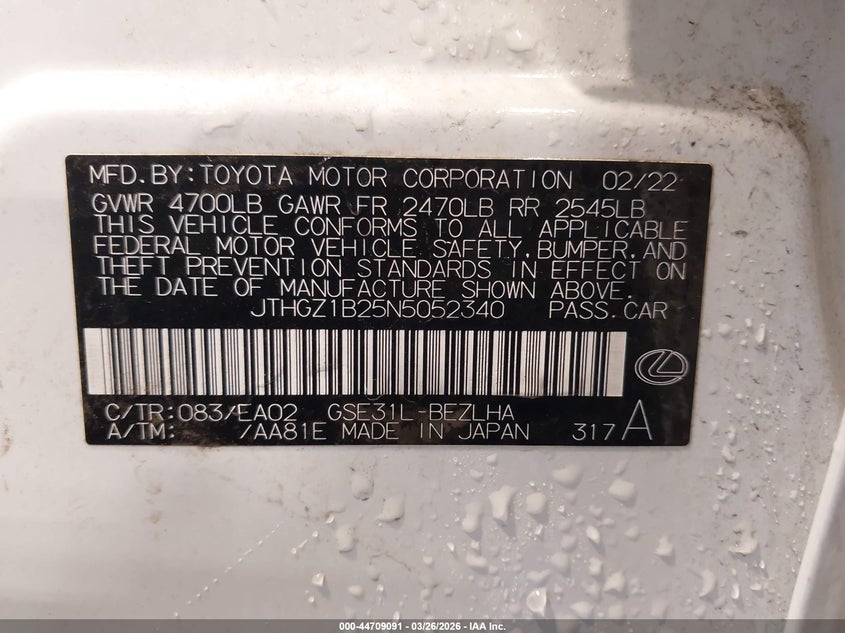 MFD.BY:TOYOTA MOTOR CORPORATION 02/22
GVWR 4700LB GAWR FR 2470LB RR 2545LB
THIS VEHICLE CONFORMS TO ALL APPLICABLE
FEDERAL MOTOR VEHICLE SAFETY,BUMPER,AND
THEFT PREVENTION STANDARDS IN EFFECT ON
THE DATE OF MANUFACTURE SHOWN ABOVE.
JTHGZ1B25N5052340 PASS.CAR
C/TR:083/EA02 GSE31L-BEZLHA
A/TM: /AA81E MADE IN JAPAN 317A
000-44709091 - 03/26/2026 - IAA Inc.